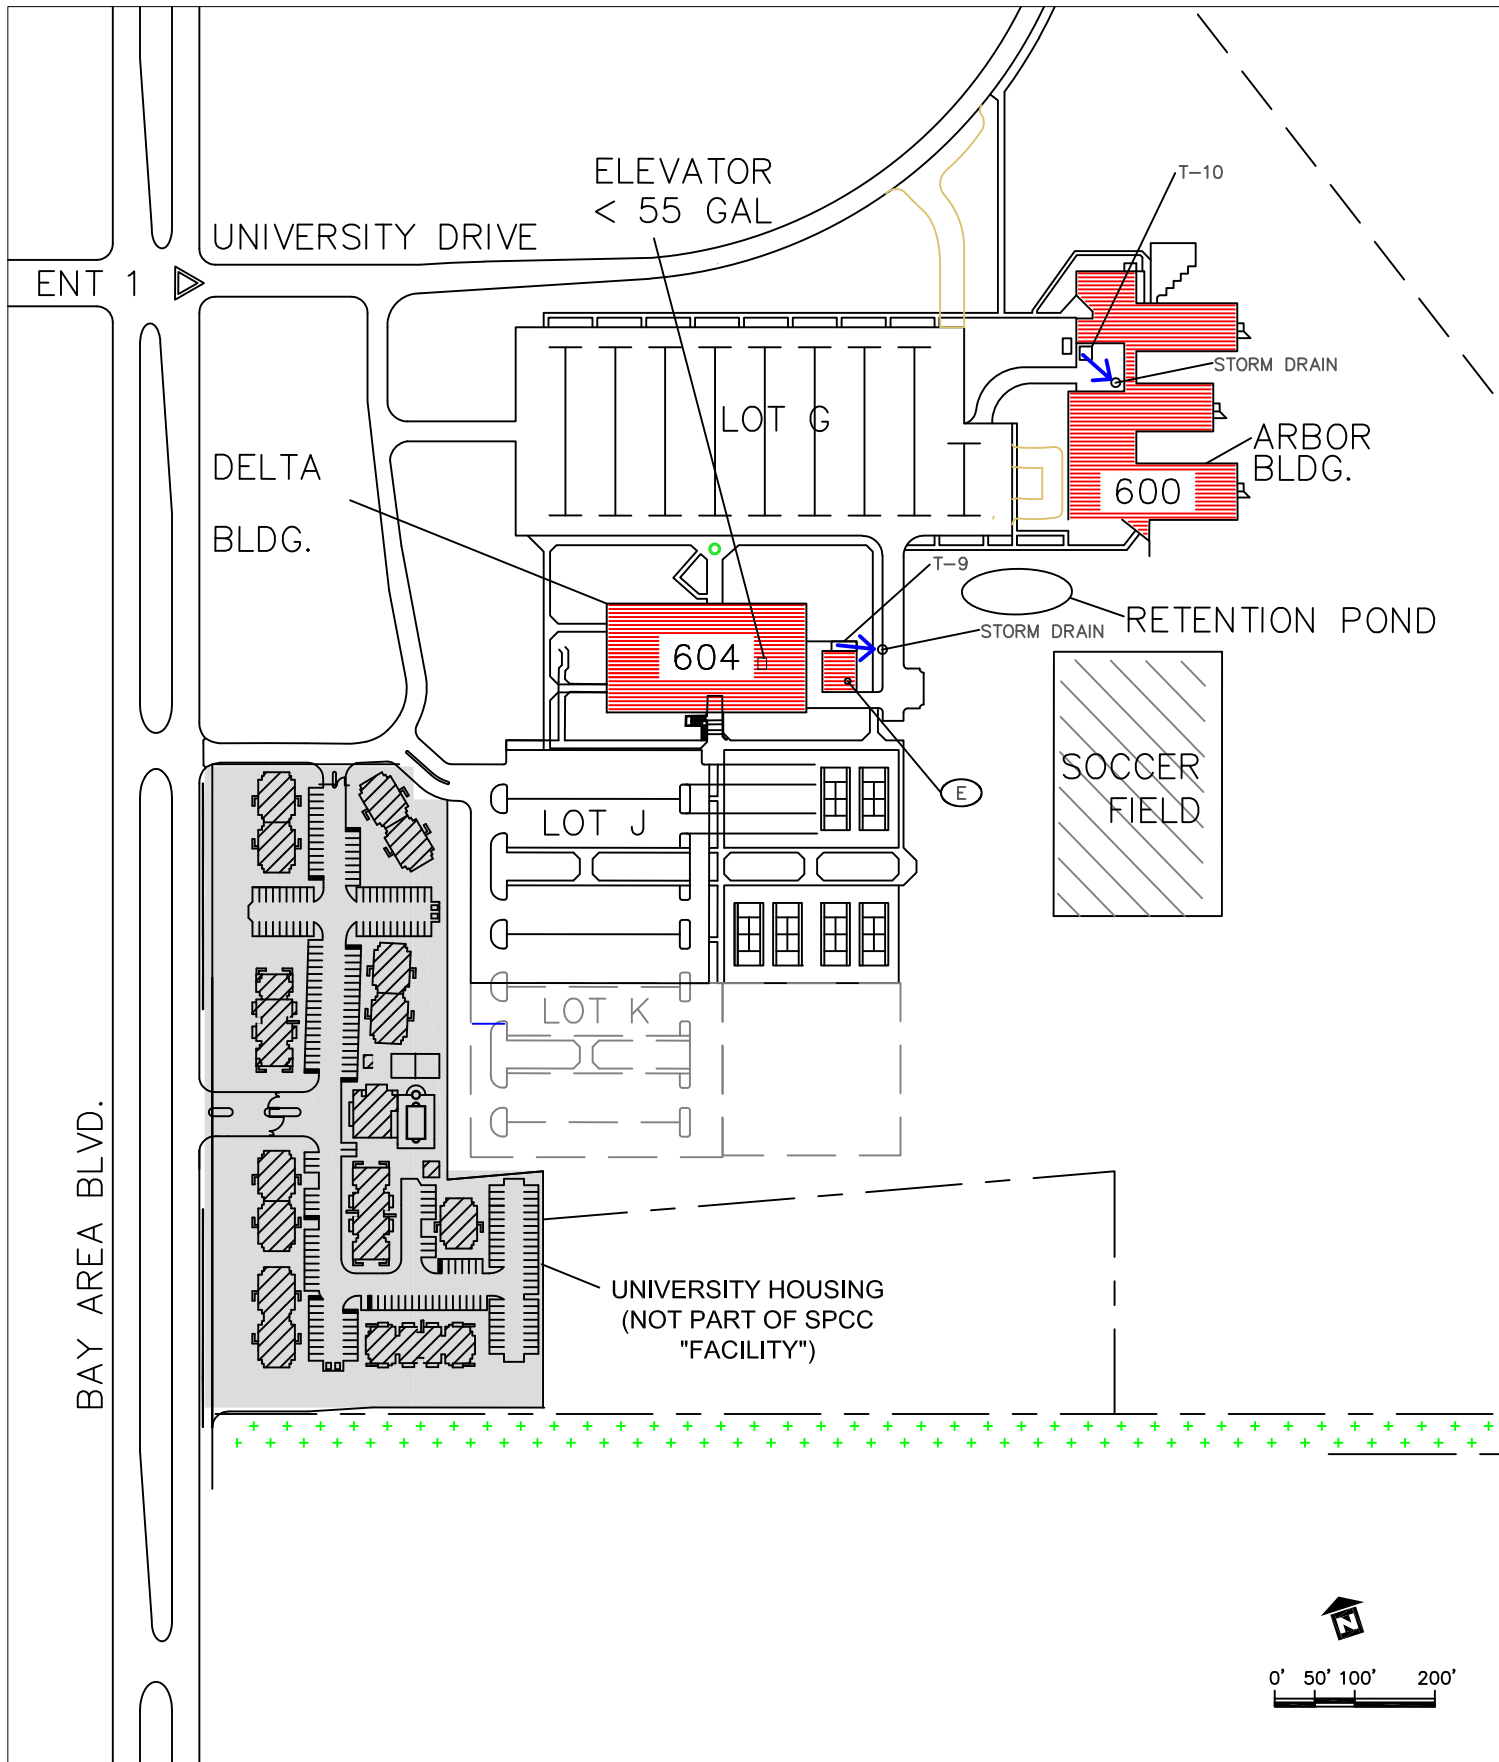 ELEVATOR
< 55 GAL
T-10
UNIVERSITY DRIVE
ENT 1
STORM DRAIN
LOT G
ARBOR
BLDG.
DELTA
BLDG.
600
T-9
RETENTION POND
STORM DRAIN
604
SOCCER
FIELD
E
LOT J
LOT K
BAY AREA BLVD.
UNIVERSITY HOUSING
(NOT PART OF SPCC
"FACILITY")
N
0' 50' 100' 200'